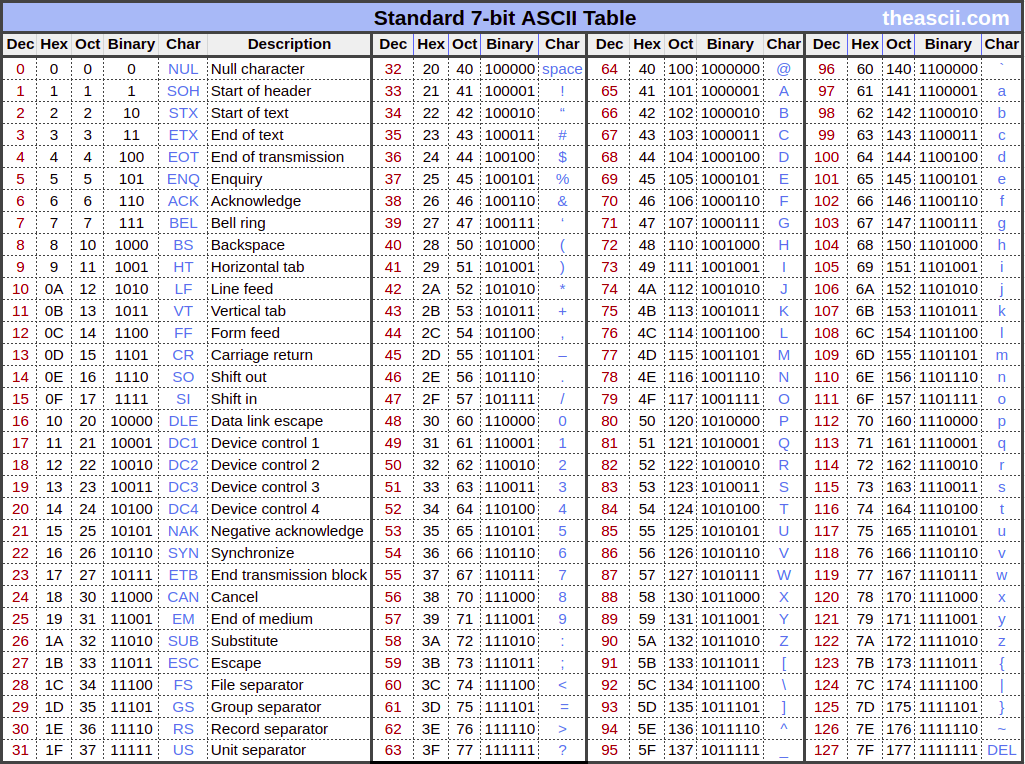 Standard 7-bit ASCII Table theascii.com
Dec Hex Oct Binary Char Description Dec Hex Oct Binary Char Dec Hex Oct Binary Char Dec Hex Oct Binary Char
0 0 0 0 NUL Null character 32 20 40 100000 space 64 40 100 1000000 @ 96 60 140 1100000 `
1 1 1 1 SOH Start of header 33 21 41 100001 ! 65 41 101 1000001 A 97 61 141 1100001 a
2 2 2 10 STX Start of text 34 22 42 100010 “ 66 42 102 1000010 B 98 62 142 1100010 b
3 3 3 11 ETX End of text 35 23 43 100011 # 67 43 103 1000011 C 99 63 143 1100011 c
4 4 4 100 EOT End of transmission 36 24 44 100100 $ 68 44 104 1000100 D 100 64 144 1100100 d
5 5 5 101 ENQ Enquiry 37 25 45 100101 % 69 45 105 1000101 E 101 65 145 1100101 e
6 6 6 110 ACK Acknowledge 38 26 46 100110 & 70 46 106 1000110 F 102 66 146 1100110 f
7 7 7 111 BEL Bell ring 39 27 47 100111 ‘ 71 47 107 1000111 G 103 67 147 1100111 g
8 8 10 1000 BS Backspace 40 28 50 101000 ( 72 48 110 1001000 H 104 68 150 1101000 h
9 9 11 1001 HT Horizontal tab 41 29 51 101001 ) 73 49 111 1001001 I 105 69 151 1101001 i
10 0A 12 1010 LF Line feed 42 2A 52 101010 * 74 4A 112 1001010 J 106 6A 152 1101010 j
11 0B 13 1011 VT Vertical tab 43 2B 53 101011 + 75 4B 113 1001011 K 107 6B 153 1101011 k
12 0C 14 1100 FF Form feed 44 2C 54 101100 , 76 4C 114 1001100 L 108 6C 154 1101100 l
13 0D 15 1101 CR Carriage return 45 2D 55 101101 – 77 4D 115 1001101 M 109 6D 155 1101101 m
14 0E 16 1110 SO Shift out 46 2E 56 101110 . 78 4E 116 1001110 N 110 6E 156 1101110 n
15 0F 17 1111 SI Shift in 47 2F 57 101111 / 79 4F 117 1001111 O 111 6F 157 1101111 o
16 10 20 10000 DLE Data link escape 48 30 60 110000 0 80 50 120 1010000 P 112 70 160 1110000 p
17 11 21 10001 DC1 Device control 1 49 31 61 110001 1 81 51 121 1010001 Q 113 71 161 1110001 q
18 12 22 10010 DC2 Device control 2 50 32 62 110010 2 82 52 122 1010010 R 114 72 162 1110010 r
19 13 23 10011 DC3 Device control 3 51 33 63 110011 3 83 53 123 1010011 S 115 73 163 1110011 s
20 14 24 10100 DC4 Device control 4 52 34 64 110100 4 84 54 124 1010100 T 116 74 164 1110100 t
21 15 25 10101 NAK Negative acknowledge 53 35 65 110101 5 85 55 125 1010101 U 117 75 165 1110101 u
22 16 26 10110 SYN Synchronize 54 36 66 110110 6 86 56 126 1010110 V 118 76 166 1110110 v
23 17 27 10111 ETB End transmission block 55 37 67 110111 7 87 57 127 1010111 W 119 77 167 1110111 w
24 18 30 11000 CAN Cancel 56 38 70 111000 8 88 58 130 1011000 X 120 78 170 1111000 x
25 19 31 11001 EM End of medium 57 39 71 111001 9 89 59 131 1011001 Y 121 79 171 1111001 y
26 1A 32 11010 SUB Substitute 58 3A 72 111010 : 90 5A 132 1011010 Z 122 7A 172 1111010 z
27 1B 33 11011 ESC Escape 59 3B 73 111011 ; 91 5B 133 1011011 [ 123 7B 173 1111011 {
28 1C 34 11100 FS File separator 60 3C 74 111100 < 92 5C 134 1011100 \ 124 7C 174 1111100 |
29 1D 35 11101 GS Group separator 61 3D 75 111101 = 93 5D 135 1011101 ] 125 7D 175 1111101 }
30 1E 36 11110 RS Record separator 62 3E 76 111110 > 94 5E 136 1011110 ^ 126 7E 176 1111110 ~
31 1F 37 11111 US Unit separator 63 3F 77 111111 ? 95 5F 137 1011111 _ 127 7F 177 1111111 DEL